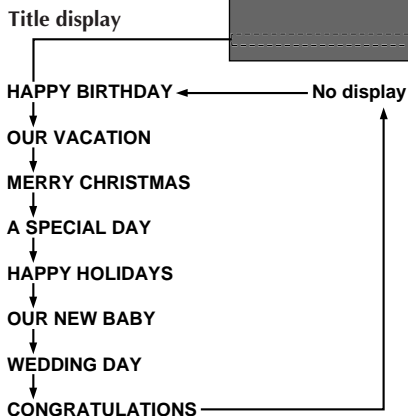 Title display
HAPPY BIRTHDAY No display
OUR VACATION
MERRY CHRISTMAS
A SPECIAL DAY
HAPPY HOLIDAYS
OUR NEW BABY
WEDDING DAY
CONGRATULATIONS